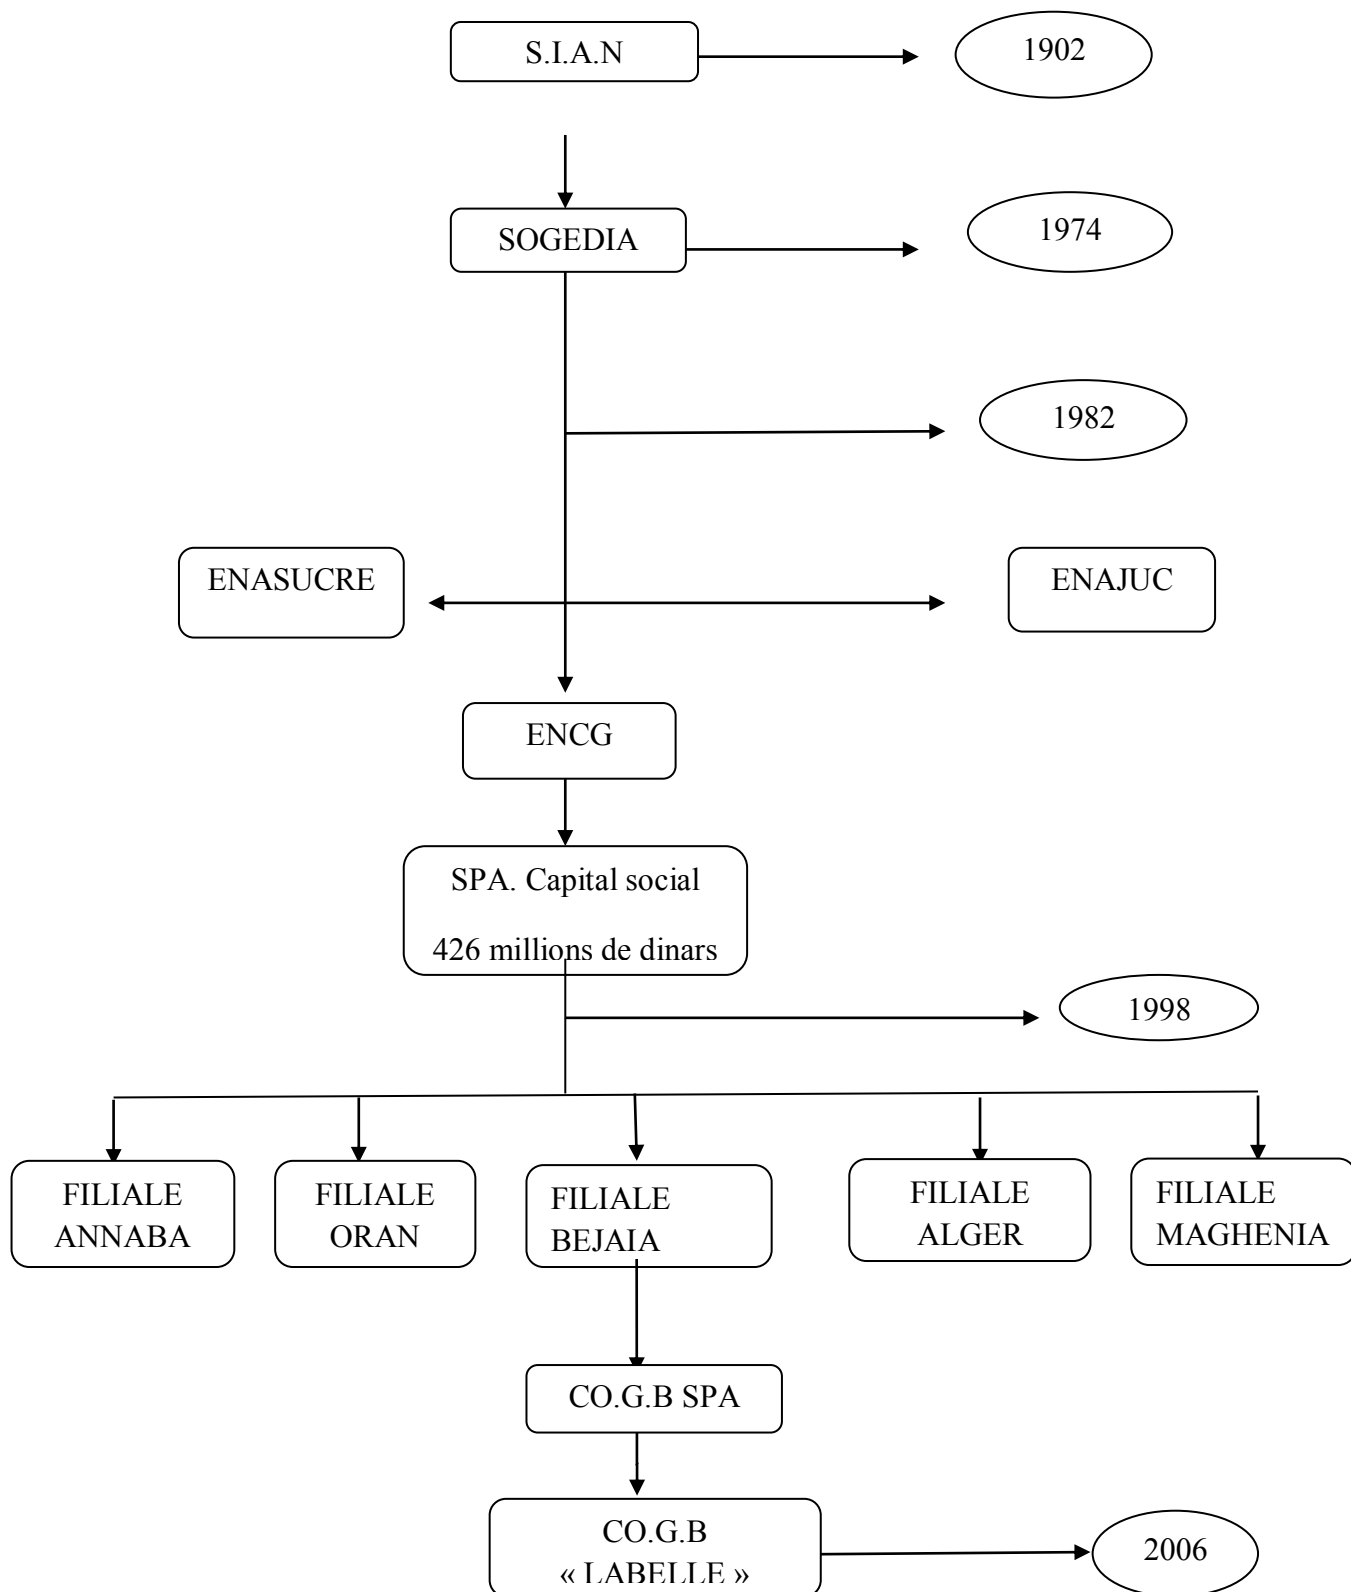 S.I.A.N
1902
SOGEDIA
1974
1982
ENASUCRE
ENAJUC
ENCG
SPA. Capital social
426 millions de dinars
1998
FILIALE
ANNABA
FILIALE
ORAN
FILIALE
BEJAIA
FILIALE
ALGER
FILIALE
MAGHENIA
CO.G.B SPA
CO.G.B
« LABELLE »
2006